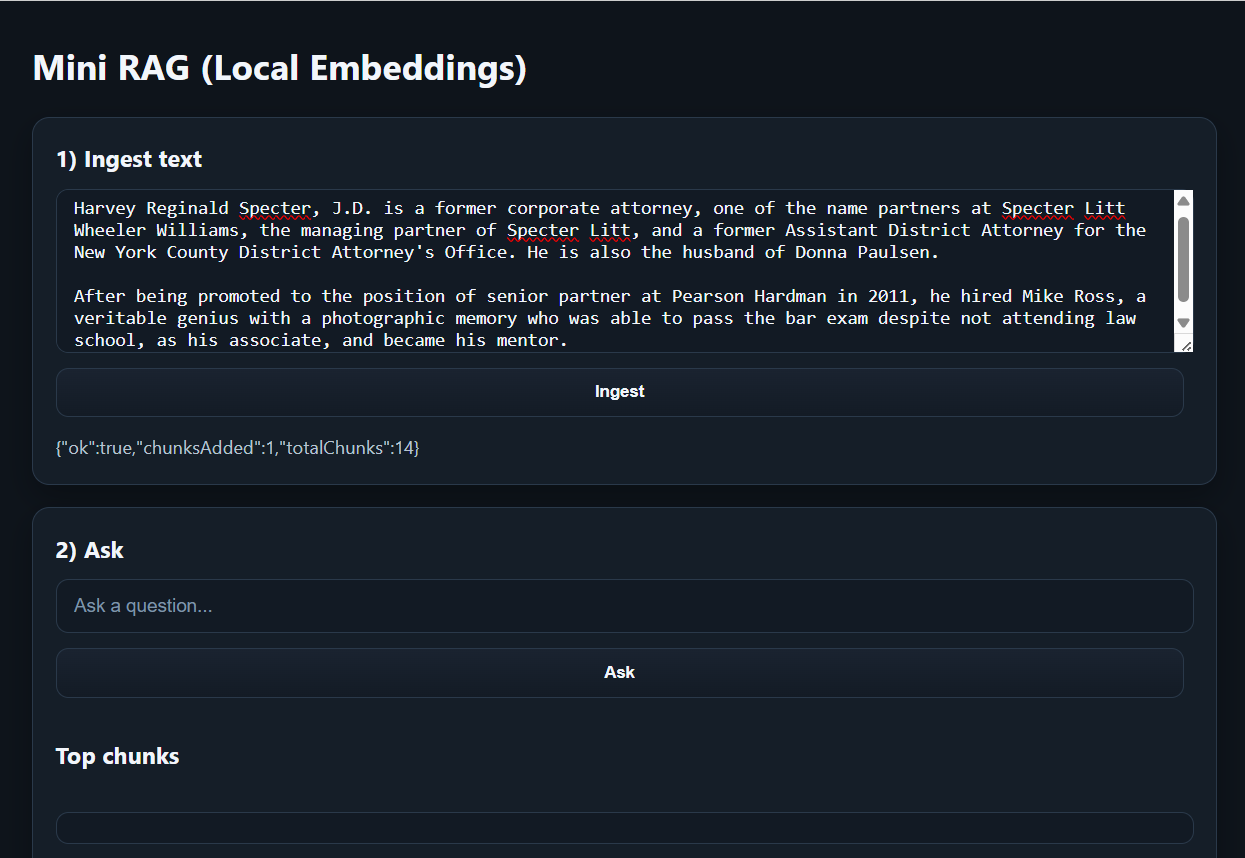 Mini RAG (Local Embeddings)
1) Ingest text
Harvey Reginald Specter, J.D. is a former corporate attorney, one of the name partners at Specter Litt
Wheeler Williams, the managing partner of Specter Litt, and a former Assistant District Attorney for the
New York County District Attorney's Office. He is also the husband of Donna Paulsen.
After being promoted to the position of senior partner at Pearson Hardman in 2011, he hired Mike Ross, a
veritable genius with a photographic memory who was able to pass the bar exam despite not attending law
school, as his associate, and became his mentor.
Ingest
{"ok":true,"chunksAdded":1,"totalChunks":14}
2) Ask
Ask a question...
Ask
Top chunks